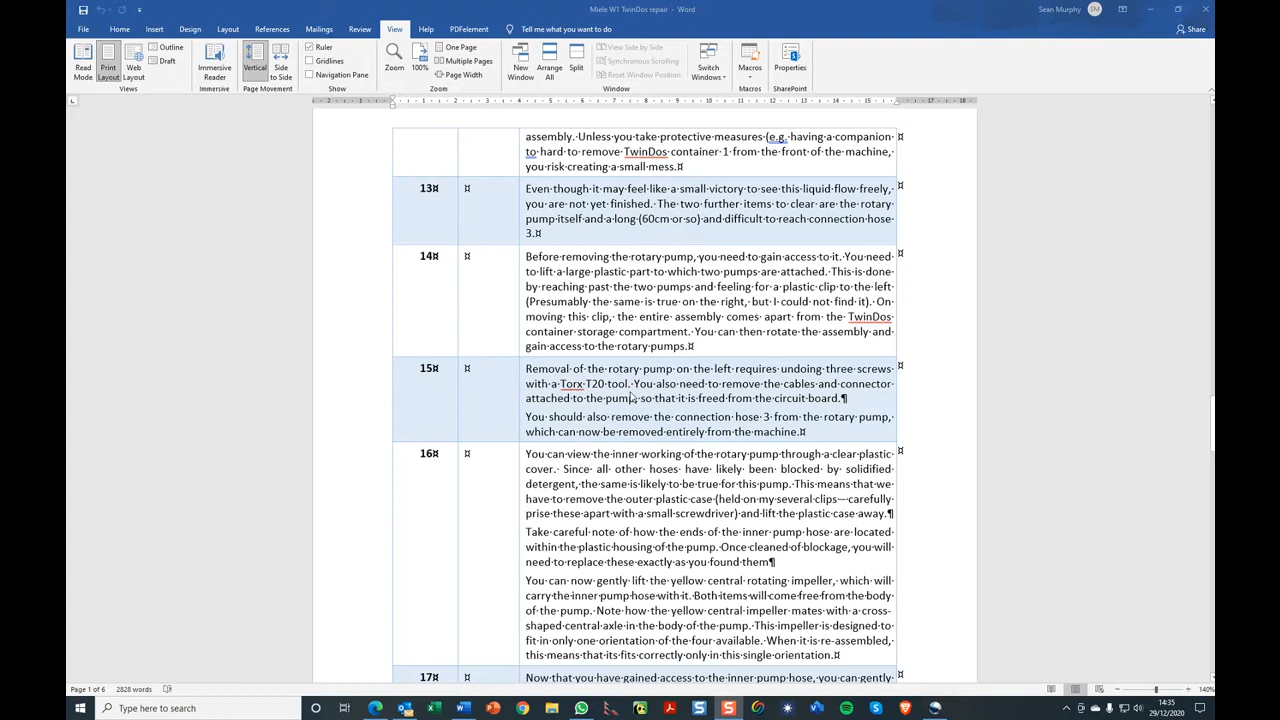 Miele W1 TwinDos repair - Word
Sean Murphy
SM
File
Home
Insert
Design
Layout
References
Mailings
Review
View
Help
PDFelement
Tell me what you want to do
Share
Read Mode
Print Layout
Web Layout
Outline
Draft
Views
Immersive Reader
Immersive
Vertical
Side to Side
Page Movement
Ruler
Gridlines
Navigation Pane
Show
Zoom
100%
One Page
Multiple Pages
Page Width
Zoom
New Window
Arrange All
Split
View Side by Side
Synchronous Scrolling
Reset Window Position
Window
Switch Windows
Macros
Macros
Properties
SharePoint
2 1 1 2 3 4 5 6 7 8 9 10 11 12 13 14 15 17 18
assembly. Unless you take protective measures (e.g. having a companion
to hard to remove TwinDos container 1 from the front of the machine,
you risk creating a small mess.¤
13¤ ¤ Even though it may feel like a small victory to see this liquid flow freely,
you are not yet finished. The two further items to clear are the rotary
pump itself and a long (60cm or so) and difficult to reach connection hose
3.¤
14¤ ¤ Before removing the rotary pump, you need to gain access to it. You need
to lift a large plastic part to which two pumps are attached. This is done
by reaching past the two pumps and feeling for a plastic clip to the left
(Presumably the same is true on the right, but I could not find it). On
moving this clip, the entire assembly comes apart from the TwinDos
container storage compartment. You can then rotate the assembly and
gain access to the rotary pumps.¤
15¤ ¤ Removal of the rotary pump on the left requires undoing three screws
with a Torx T20 tool. You also need to remove the cables and connector
attached to the pump, so that it is freed from the circuit board.¶
You should also remove the connection hose 3 from the rotary pump,
which can now be removed entirely from the machine.¤
16¤ ¤ You can view the inner working of the rotary pump through a clear plastic
cover. Since all other hoses have likely been blocked by solidified
detergent, the same is likely to be true for this pump. This means that we
have to remove the outer plastic case (held on my several clips – carefully
prise these apart with a small screwdriver) and lift the plastic case away.¶
Take careful note of how the ends of the inner pump hose are located
within the plastic housing of the pump. Once cleaned of blockage, you will
need to replace these exactly as you found them¶
You can now gently lift the yellow central rotating impeller, which will
carry the inner pump hose with it. Both items will come free from the body
of the pump. Note how the yellow central impeller mates with a cross-
shaped central axle in the body of the pump. This impeller is designed to
fit in only one orientation of the four available. When it is re-assembled,
this means that its fits correctly only in this single orientation.¤
17¤ ¤ Now that you have gained access to the inner pump hose, you can gently
Page 1 of 6
2828 words
140%
Type here to search
14:35
29/12/2020